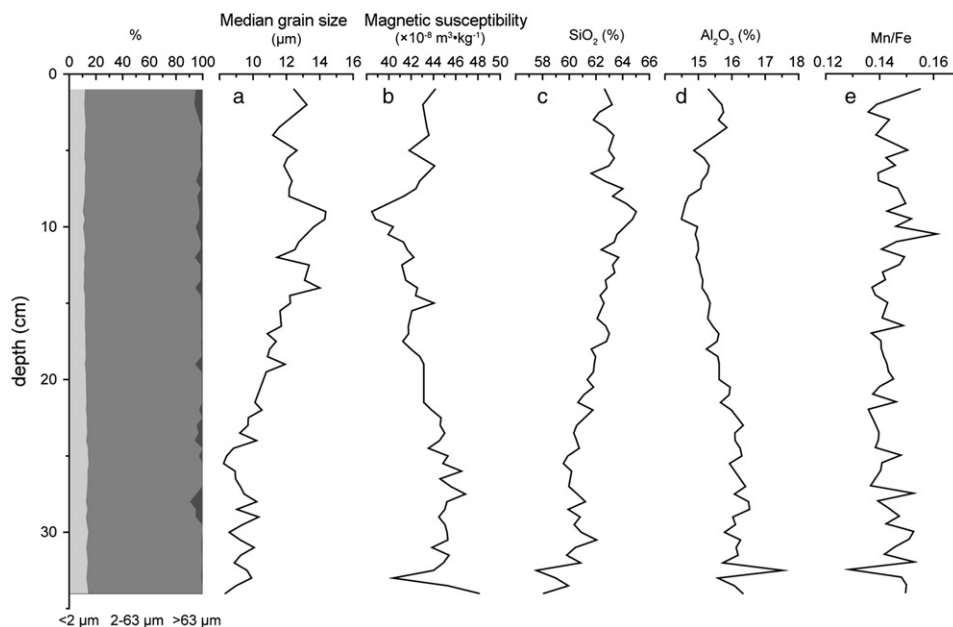 % Median grain size Magnetic susceptibility SiO₂ (%) Al₂O₃ (%) Mn/Fe
(μm) (×10⁻⁸ m³•kg⁻¹)
0 20 40 60 80 100 10 12 14 16 40 42 44 46 48 50 58 60 62 64 66 15 16 17 18 0.12 0.14 0.16
0
a b c d e
10
depth (cm)
20
30
<2 μm 2-63 μm >63 μm